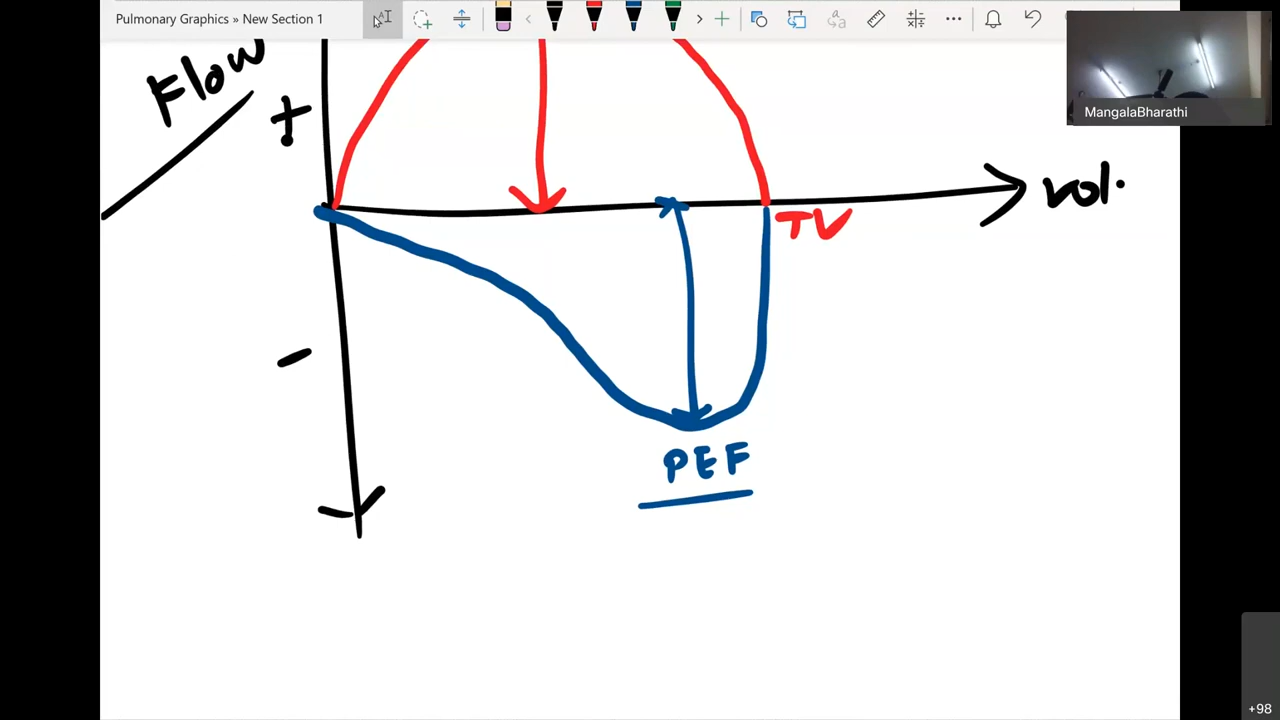 Pulmonary Graphics » New Section 1
MangalaBharathi
Flow
+
vol.
TV
-
PEF
+98